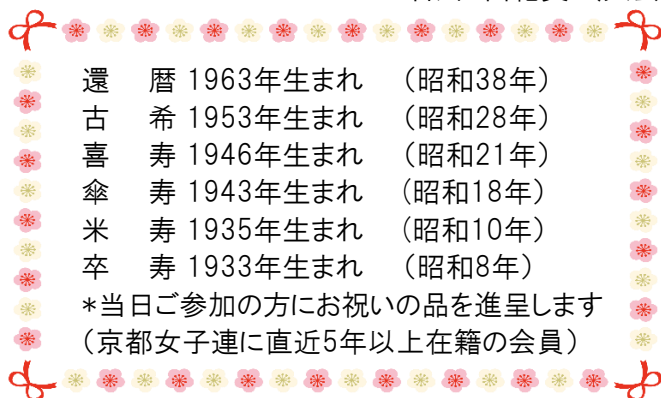 還　暦 1963年生まれ　（昭和38年）
古　希 1953年生まれ　（昭和28年）
喜　寿 1946年生まれ　（昭和21年）
傘　寿 1943年生まれ　（昭和18年）
米　寿 1935年生まれ　（昭和10年）
卒　寿 1933年生まれ　（昭和8年）
*当日ご参加の方にお祝いの品を進呈します
（京都女子連に直近5年以上在籍の会員）